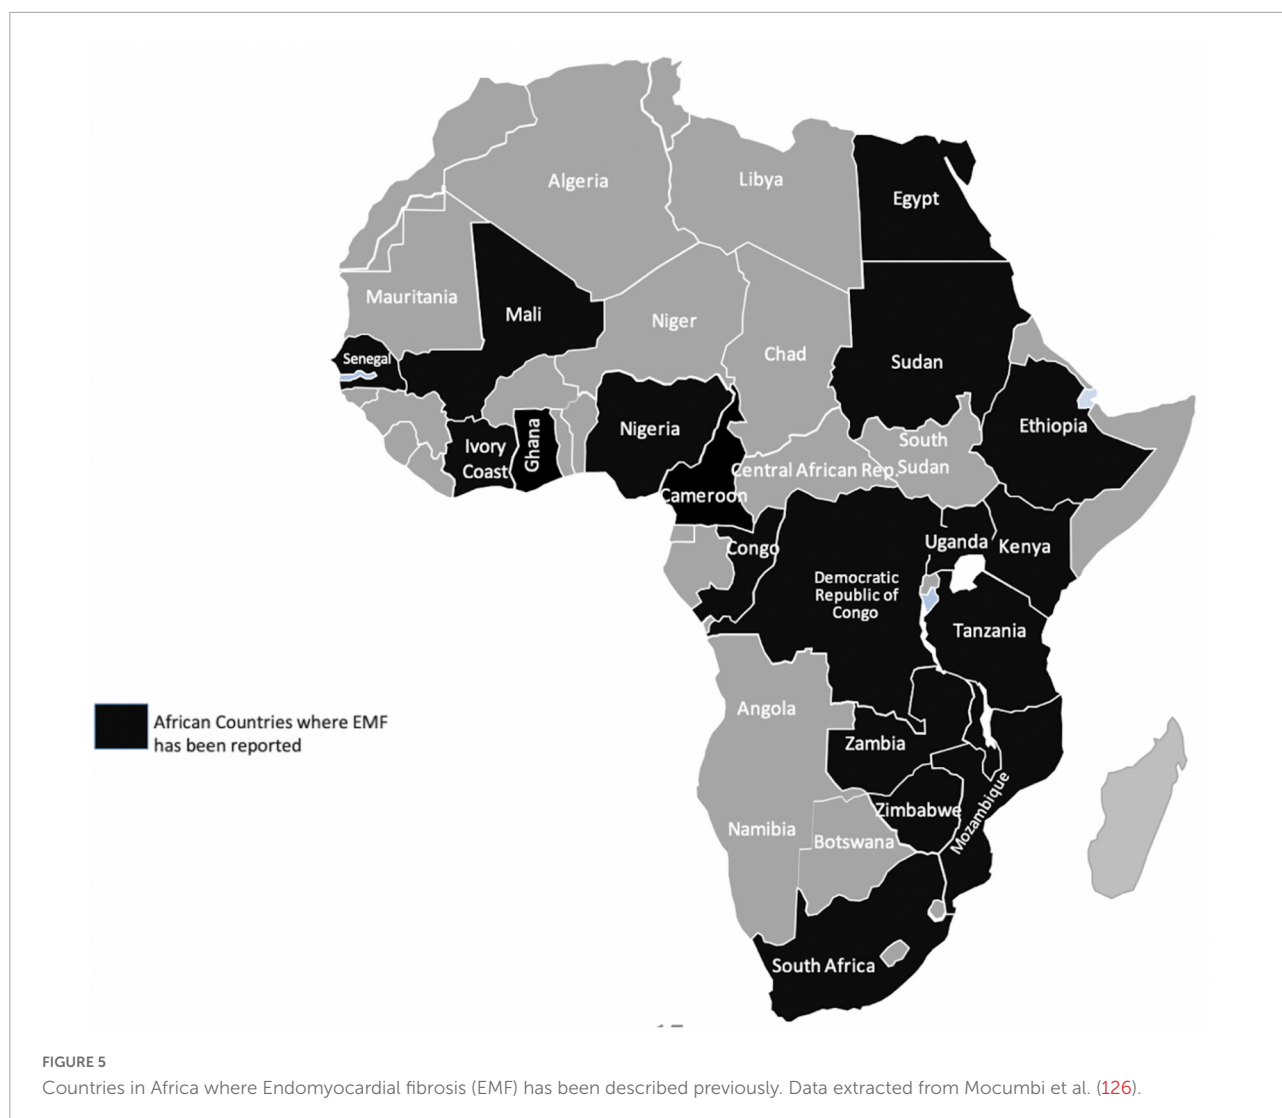 Algeria
Libya
Egypt
Mauritania
Mali
Niger
Chad
Sudan
Senegal
Ivory
Coast
Ghana
Nigeria
South
Sudan
Ethiopia
Central African Rep.
Cameroon
Congo
Uganda
Kenya
Democratic
Republic of
Congo
Tanzania
Angola
Zambia
African Countries where EMF
has been reported
Zimbabwe
Mozambique
Namibia
Botswana
South Africa
FIGURE 5
Countries in Africa where Endomyocardial fibrosis (EMF) has been described previously. Data extracted from Mocumbi et al. (126).